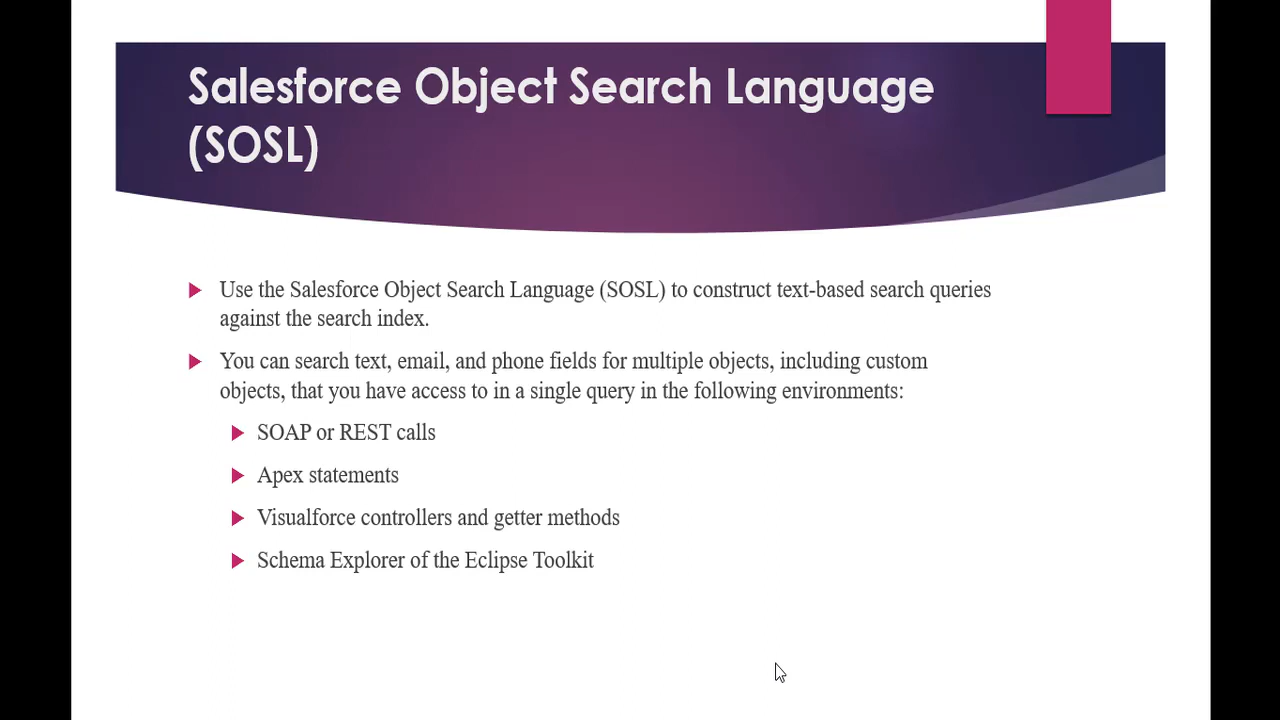 Salesforce Object Search Language
(SOSL)
Use the Salesforce Object Search Language (SOSL) to construct text-based search queries
against the search index.
You can search text, email, and phone fields for multiple objects, including custom
objects, that you have access to in a single query in the following environments:
SOAP or REST calls
Apex statements
Visualforce controllers and getter methods
Schema Explorer of the Eclipse Toolkit